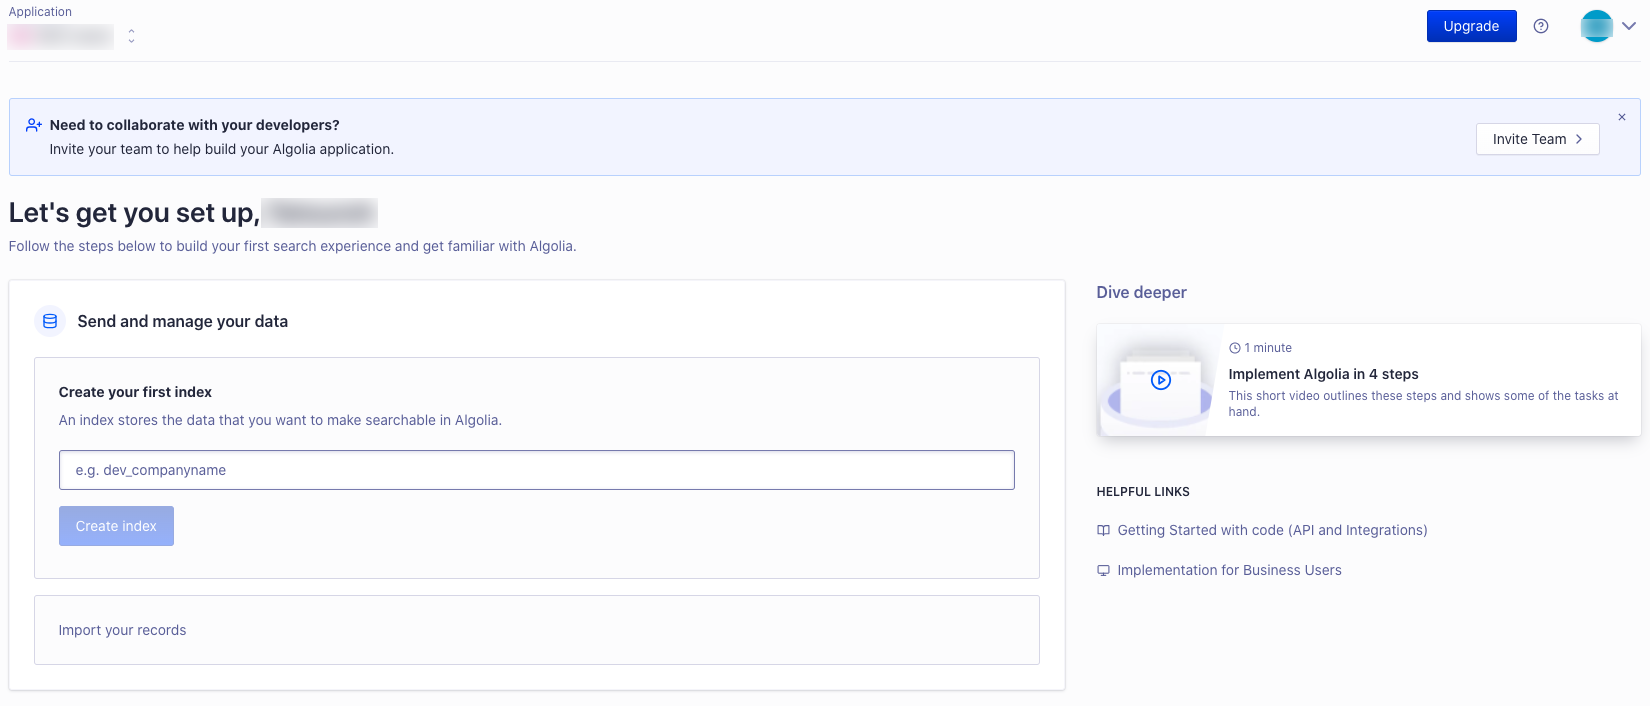 Application
Upgrade
Need to collaborate with your developers?
Invite your team to help build your Algolia application.
Invite Team
Let's get you set up,
Follow the steps below to build your first search experience and get familiar with Algolia.
Send and manage your data
Create your first index
An index stores the data that you want to make searchable in Algolia.
e.g. dev_companyname
Create index
Import your records
Dive deeper
1 minute
Implement Algolia in 4 steps
This short video outlines these steps and shows some of the tasks at
hand.
HELPFUL LINKS
Getting Started with code (API and Integrations)
Implementation for Business Users